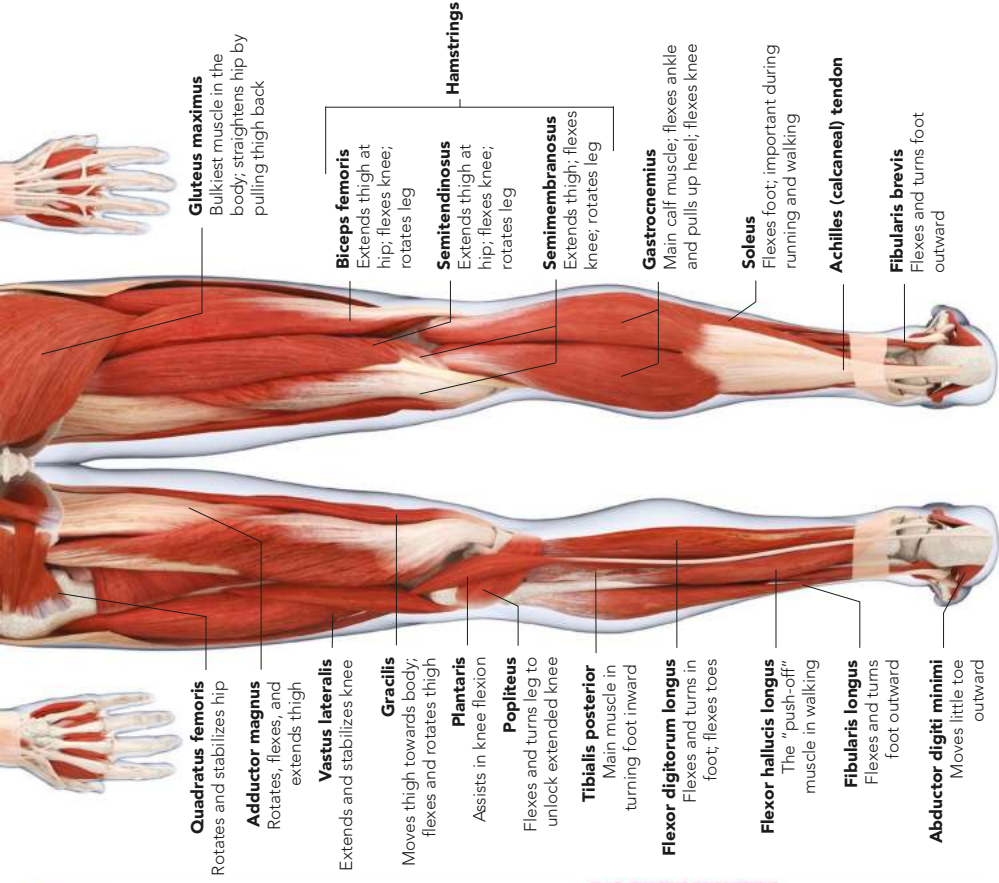 Quadratus femoris
Rotates and stabilizes hip
Adductor magnus
Rotates, flexes, and
extends thigh
Vastus lateralis
Extends and stabilizes knee
Gracilis
Moves thigh towards body;
flexes and rotates thigh
Plantaris
Assists in knee flexion
Popliteus
Flexes and turns leg to
unlock extended knee
Tibialis posterior
Main muscle in
turning foot inward
Flexor digitorum longus
Flexes and turns in
foot; flexes toes
Flexor hallucis longus
The “push-off”
muscle in walking
Fibularis longus
Flexes and turns
foot outward
Abductor digiti minimi
Moves little toe
outward
Gluteus maximus
Bulkiest muscle in the
body; straightens hip by
pulling thigh back
Hamstrings
Biceps femoris
Extends thigh at
hip; flexes knee;
rotates leg
Semitendinosus
Extends thigh at
hip; flexes knee;
rotates leg
Semimembranosus
Extends thigh; flexes
knee; rotates leg
Gastrocnemius
Main calf muscle; flexes ankle
and pulls up heel; flexes knee
Soleus
Flexes foot; important during
running and walking
Achilles (calcaneal) tendon
Fibularis brevis
Flexes and turns foot
outward